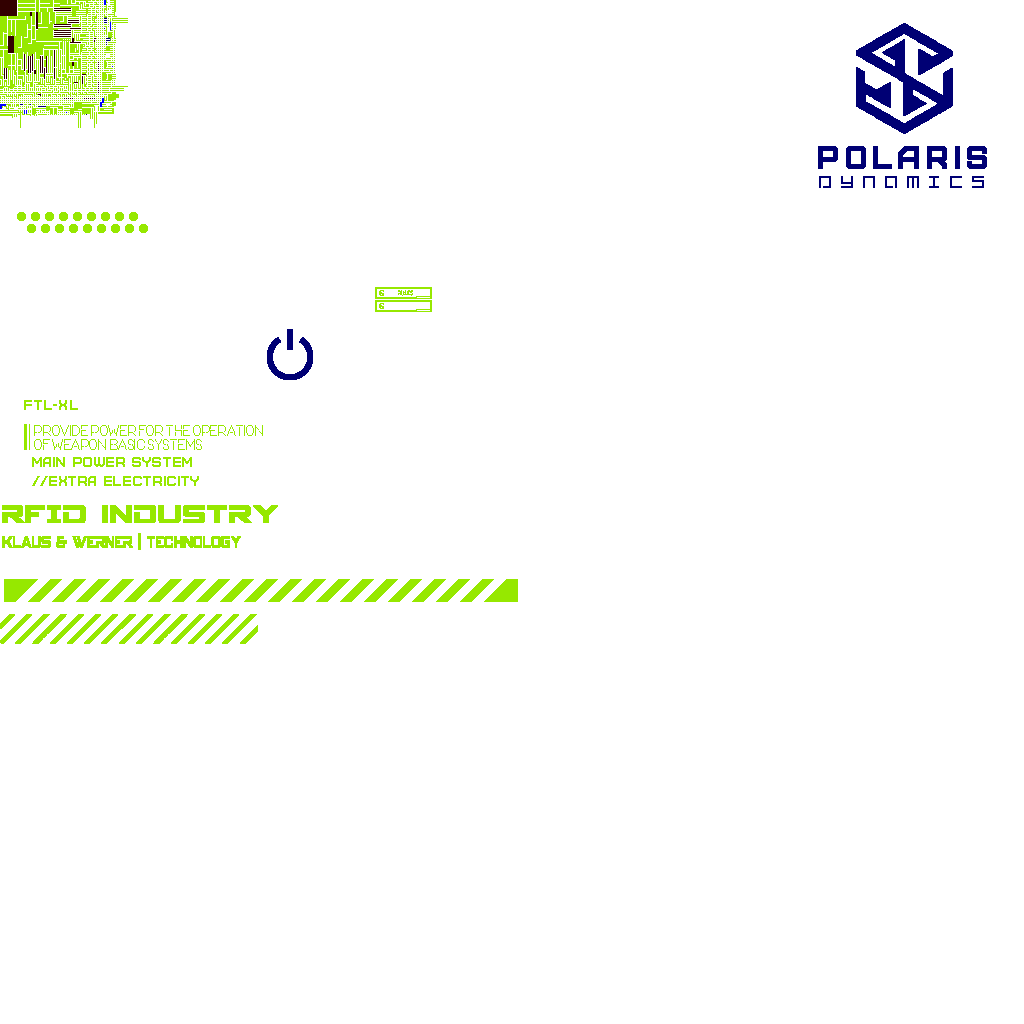 POLARIS
DYNAMICS
FTL-XL
PROVIDE POWER FOR THE OPERATION
OF WEAPON BASIC SYSTEMS
MAIN POWER SYSTEM
//EXTRA ELECTRICITY
RFID INDUSTRY
KLAUS & WERNER | TECHNOLOGY